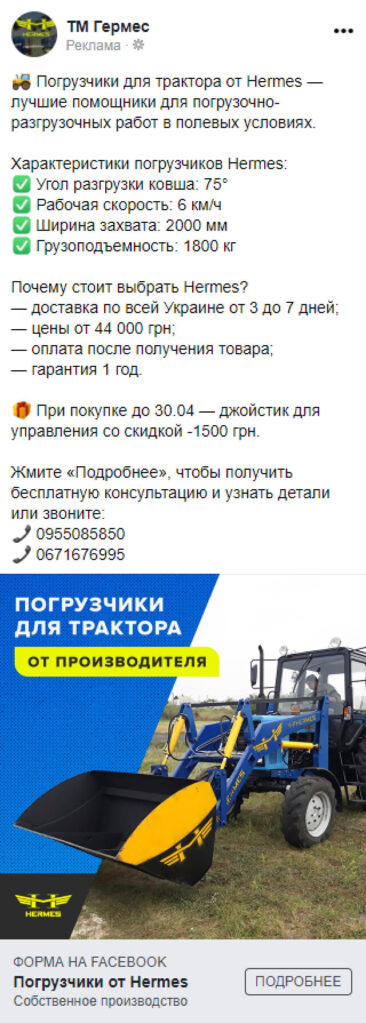 ТМ Гермес
Реклама ·
Погрузчики для трактора от Hermes —
лучшие помощники для погрузочно-
разгрузочных работ в полевых условиях.
Характеристики погрузчиков Hermes:
✅ Угол разгрузки ковша: 75°
✅ Рабочая скорость: 6 км/ч
✅ Ширина захвата: 2000 мм
✅ Грузоподъемность: 1800 кг
Почему стоит выбрать Hermes?
— доставка по всей Украине от 3 до 7 дней;
— цены от 44 000 грн;
— оплата после получения товара;
— гарантия 1 год.
🎁 При покупке до 30.04 — джойстик для
управления со скидкой -1500 грн.
Жмите «Подробнее», чтобы получить
бесплатную консультацию и узнать детали
или звоните:
0955085850
0671676995
ПОГРУЗЧИКИ
ДЛЯ ТРАКТОРА
ОТ ПРОИЗВОДИТЕЛЯ
HERMES
HERMES
HERMES
HERMES
ФОРМА НА FACEBOOK
Погрузчики от Hermes
Собственное производство
ПОДРОБНЕЕ